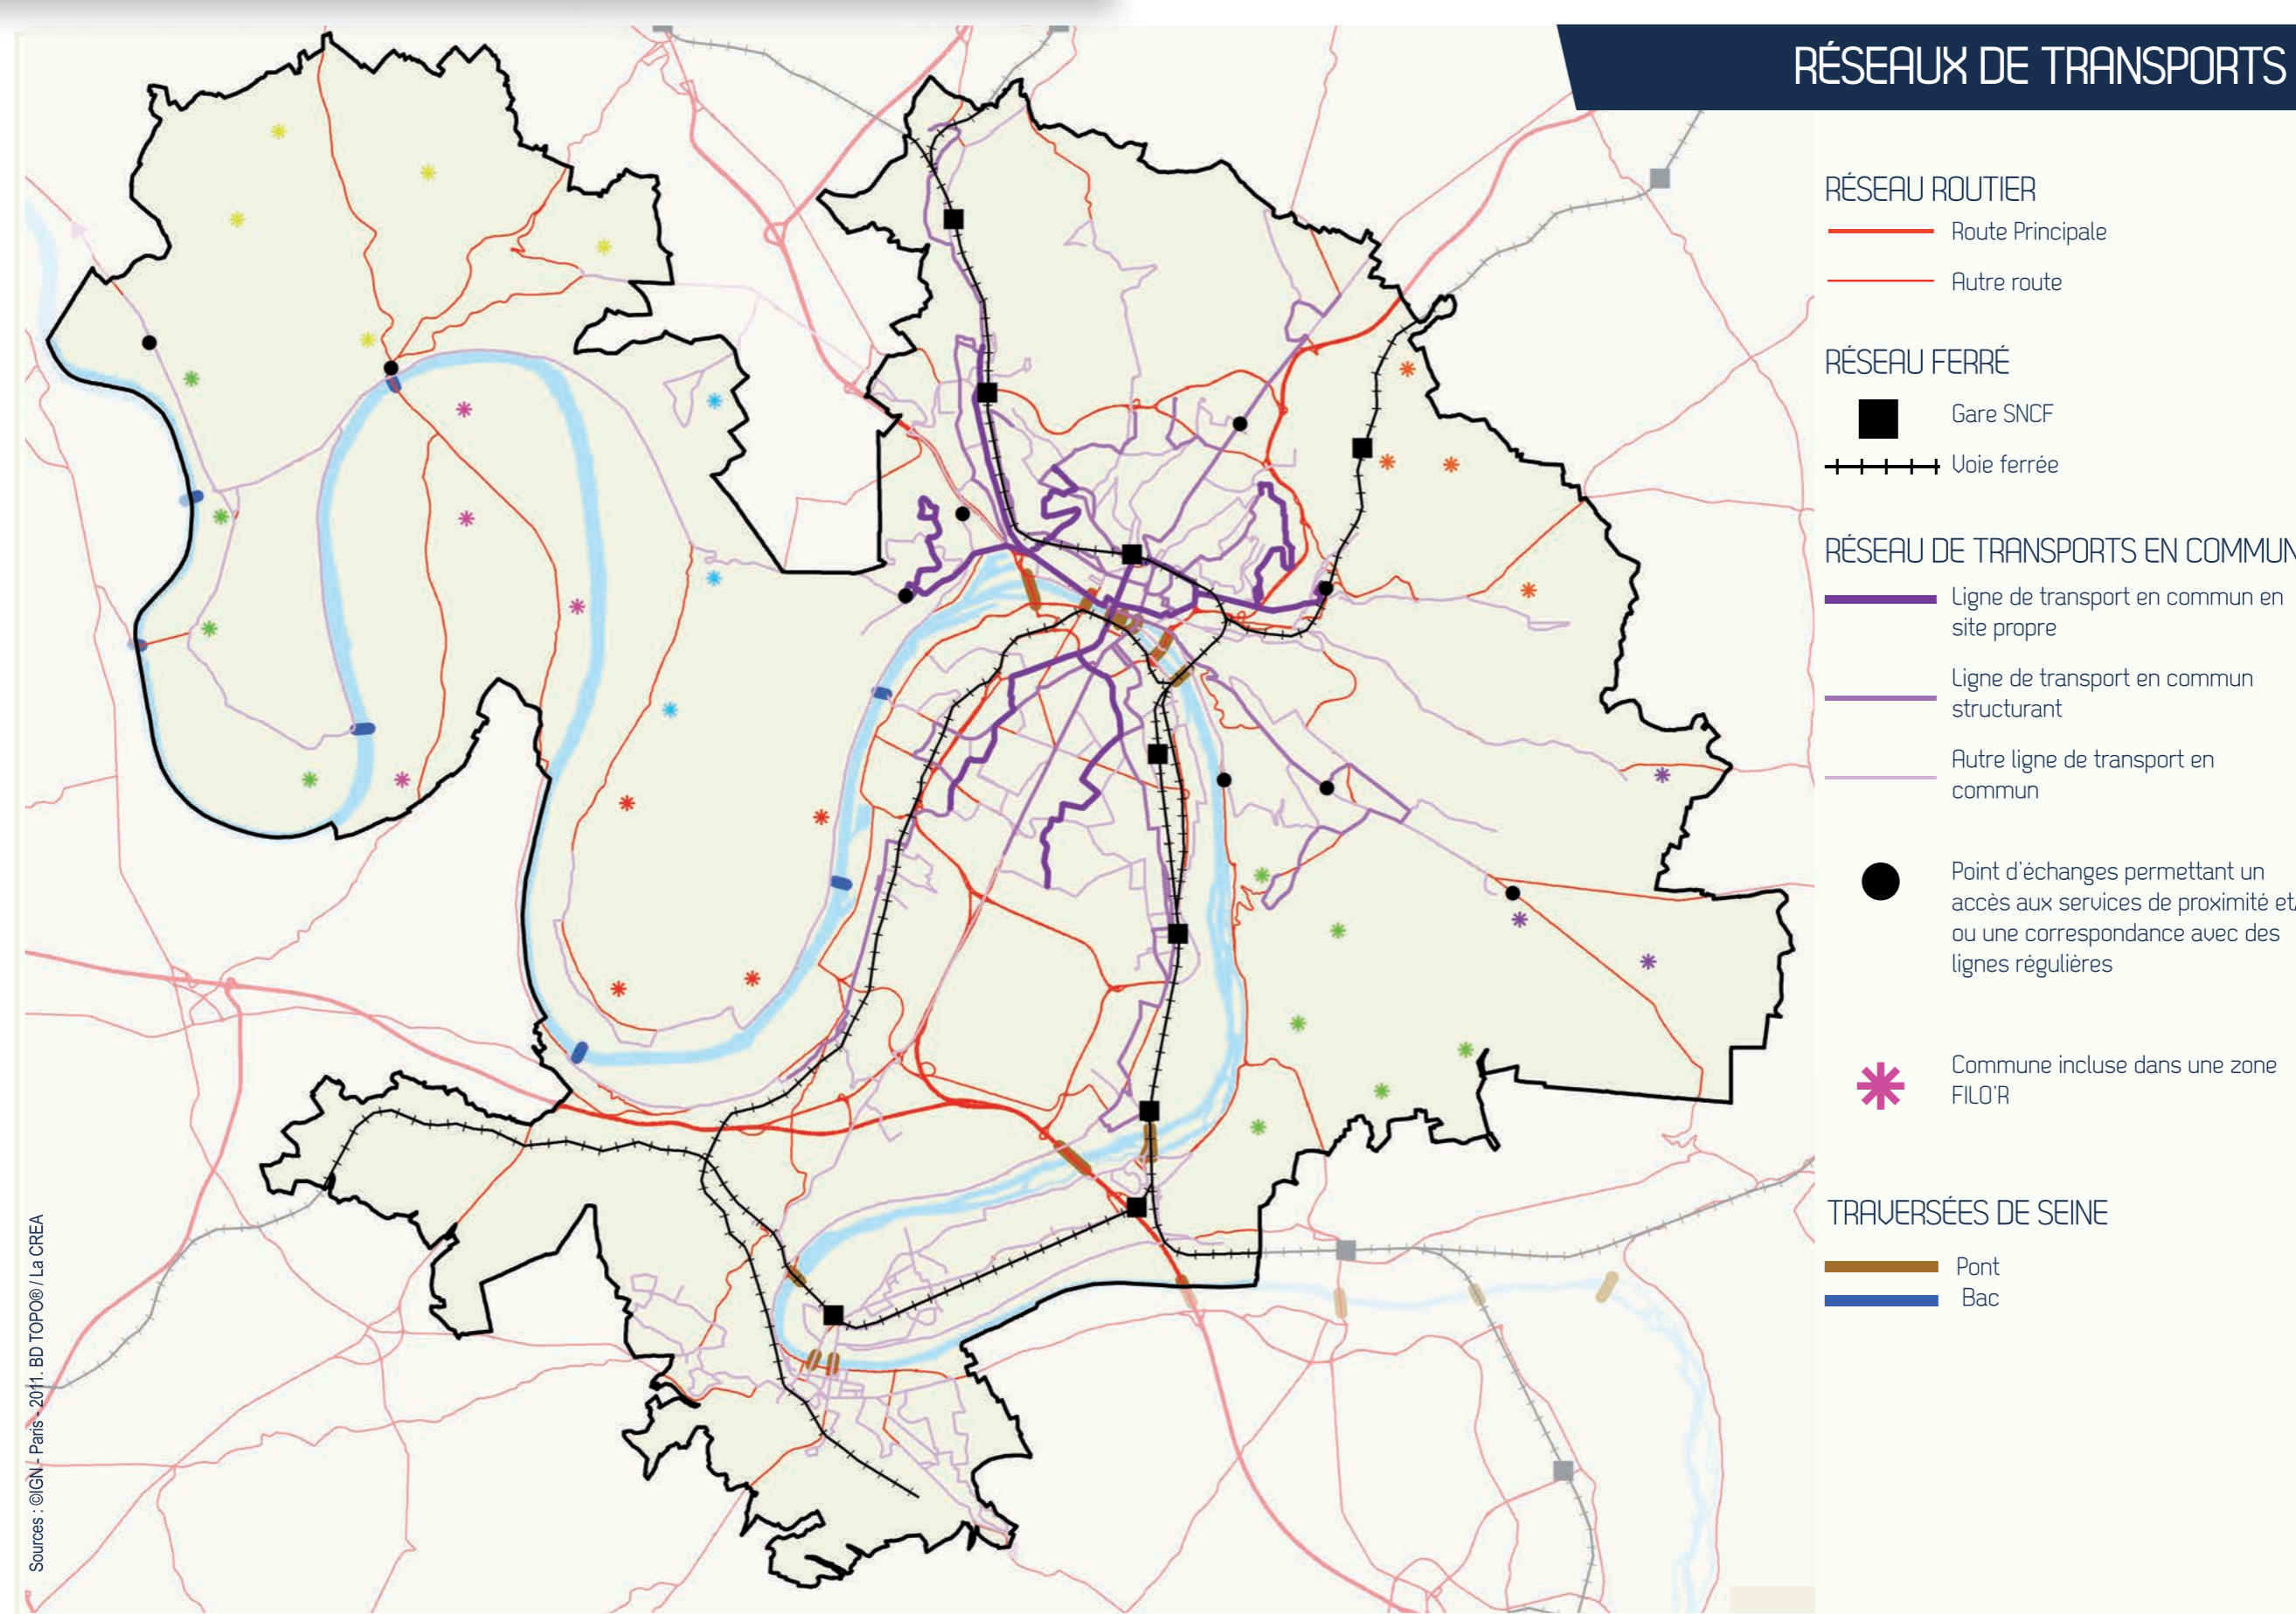 RÉSEAUX DE TRANSPORTS
RÉSEAU ROUTIER
Route Principale
Autre route
RÉSEAU FERRÉ
Gare SNCF
Voie ferrée
RÉSEAU DE TRANSPORTS EN COMMUN
Ligne de transport en commun en
site propre
Ligne de transport en commun
structurant
Autre ligne de transport en
commun
Point d'échanges permettant un
accès aux services de proximité et/
ou une correspondance avec des
lignes régulières
Commune incluse dans une zone
FILO'R
TRAVERSÉES DE SEINE
Pont
Bac
Sources : ©IGN - Paris - 2011. BD TOPO® / La CREA